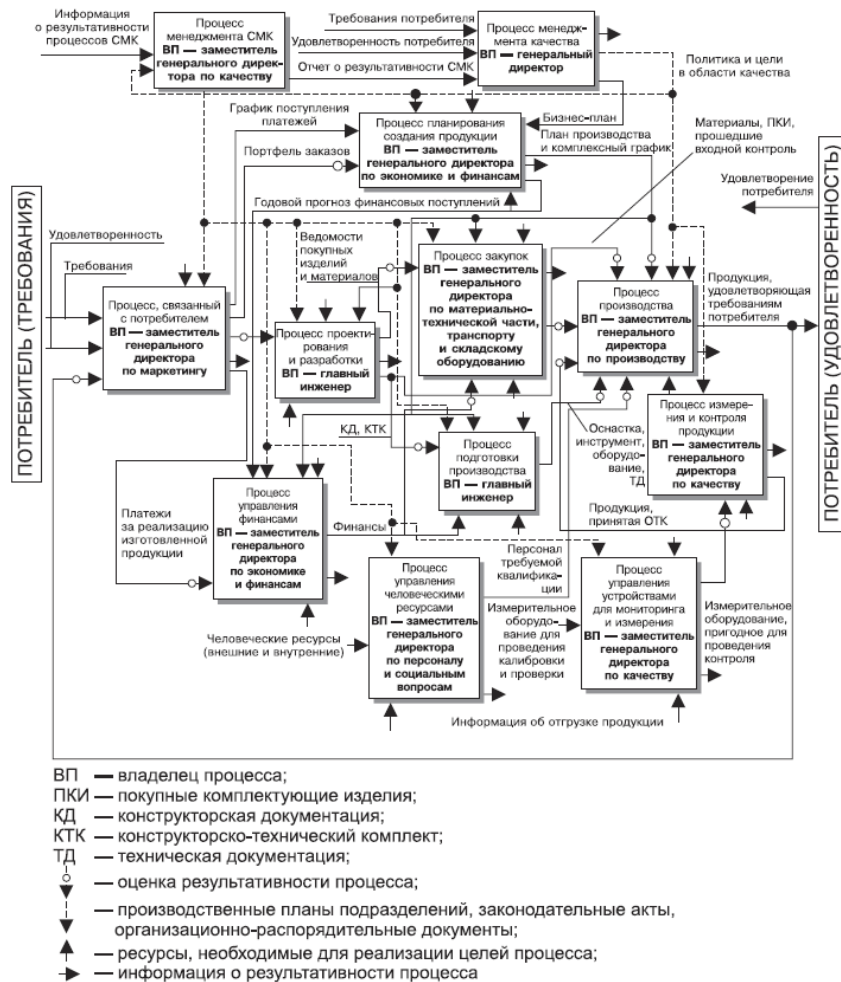 Информация
о результативности
процессов СМК
Процесс
менеджмента СМК
ВП — заместитель
генерального дирек-
тора по качеству
Требования потребителя
Удовлетворенность потребителя
Отчет о результативности СМК
Процесс менедж-
мента качества
ВП — генеральный
директор
Политика и цели
в области качества
График поступления
платежей
Портфель заказов
Процесс планирования
создания продукции
ВП — заместитель
генерального директора
по экономике и финансам
Бизнес-план
План производства
и комплексный график
Материалы, ПКИ,
прошедшие
входной контроль
Удовлетворение
потребителя
ПОТРЕБИТЕЛЬ (ТРЕБОВАНИЯ)
ПОТРЕБИТЕЛЬ (УДОВЛЕТВОРЕННОСТЬ)
Годовой прогноз финансовых поступлений
Удовлетворенность
Требования
Процесс, связанный
с потребителем
ВП — заместитель
генерального
директора
по маркетингу
Ведомости
покупных
изделий
и материалов
Процесс проекти-
рования
и разработки
ВП — главный
инженер
Процесс закупок
ВП — заместитель
генерального
директора
по материально-
технической части,
транспорту
и складскому
оборудованию
Процесс
производства
ВП — заместитель
генерального
директора
по производству
Продукция,
удовлетворяющая
требованиям
потребителя
КД, КТК
Процесс
подготовки
производства
ВП — главный
инженер
Оснастка,
инструмент,
оборудо-
вание,
ТД
Процесс измере-
ния и контроля
продукции
ВП — заместитель
генерального
директора
по качеству
Продукция,
принятая ОТК
Платежи
за реализацию
изготовленной
продукции
Процесс
управления
финансами
ВП — заместитель
генерального
директора
по экономике
и финансам
Финансы
Человеческие ресурсы
(внешние и внутренние)
Процесс
управления
человеческими
ресурсами
ВП — заместитель
генерального
директора
по персоналу
и социальным
вопросам
Персонал
требуемой
квалифика-
ции
Измерительное
оборудо-
вание для
проведения
калибровки
и проверки
Процесс
управления
устройствами
для мониторинга
и измерения
ВП — заместитель
генерального
директора
по качеству
Измерительное
оборудование,
пригодное для
проведения
контроля
Информация об отгрузке продукции
ВП — владелец процесса;
ПКИ — покупные комплектующие изделия;
КД — конструкторская документация;
КТК — конструкторско-технический комплект;
ТД — техническая документация;
— оценка результативности процесса;
— производственные планы подразделений, законодательные акты,
организационно-распорядительные документы;
— ресурсы, необходимые для реализации целей процесса;
— информация о результативности процесса